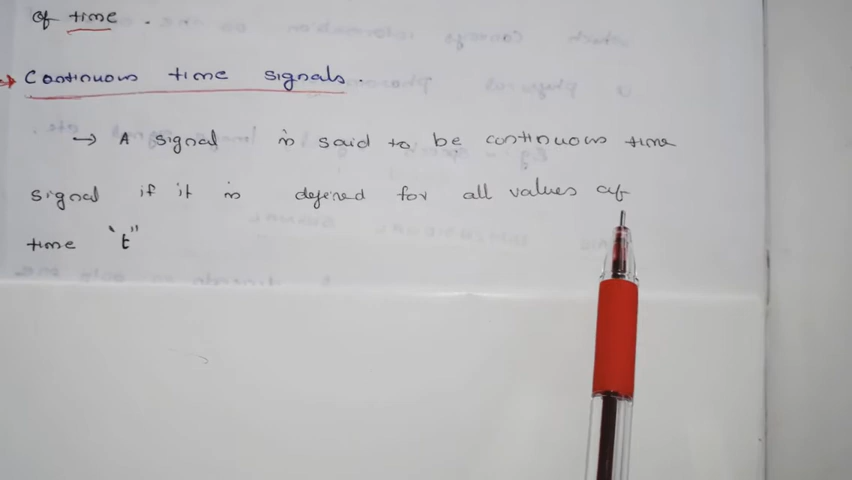 of time .
Continuous time signals .
→ A signal is said to be continuous time
signal if it is defined for all values of
time "t"